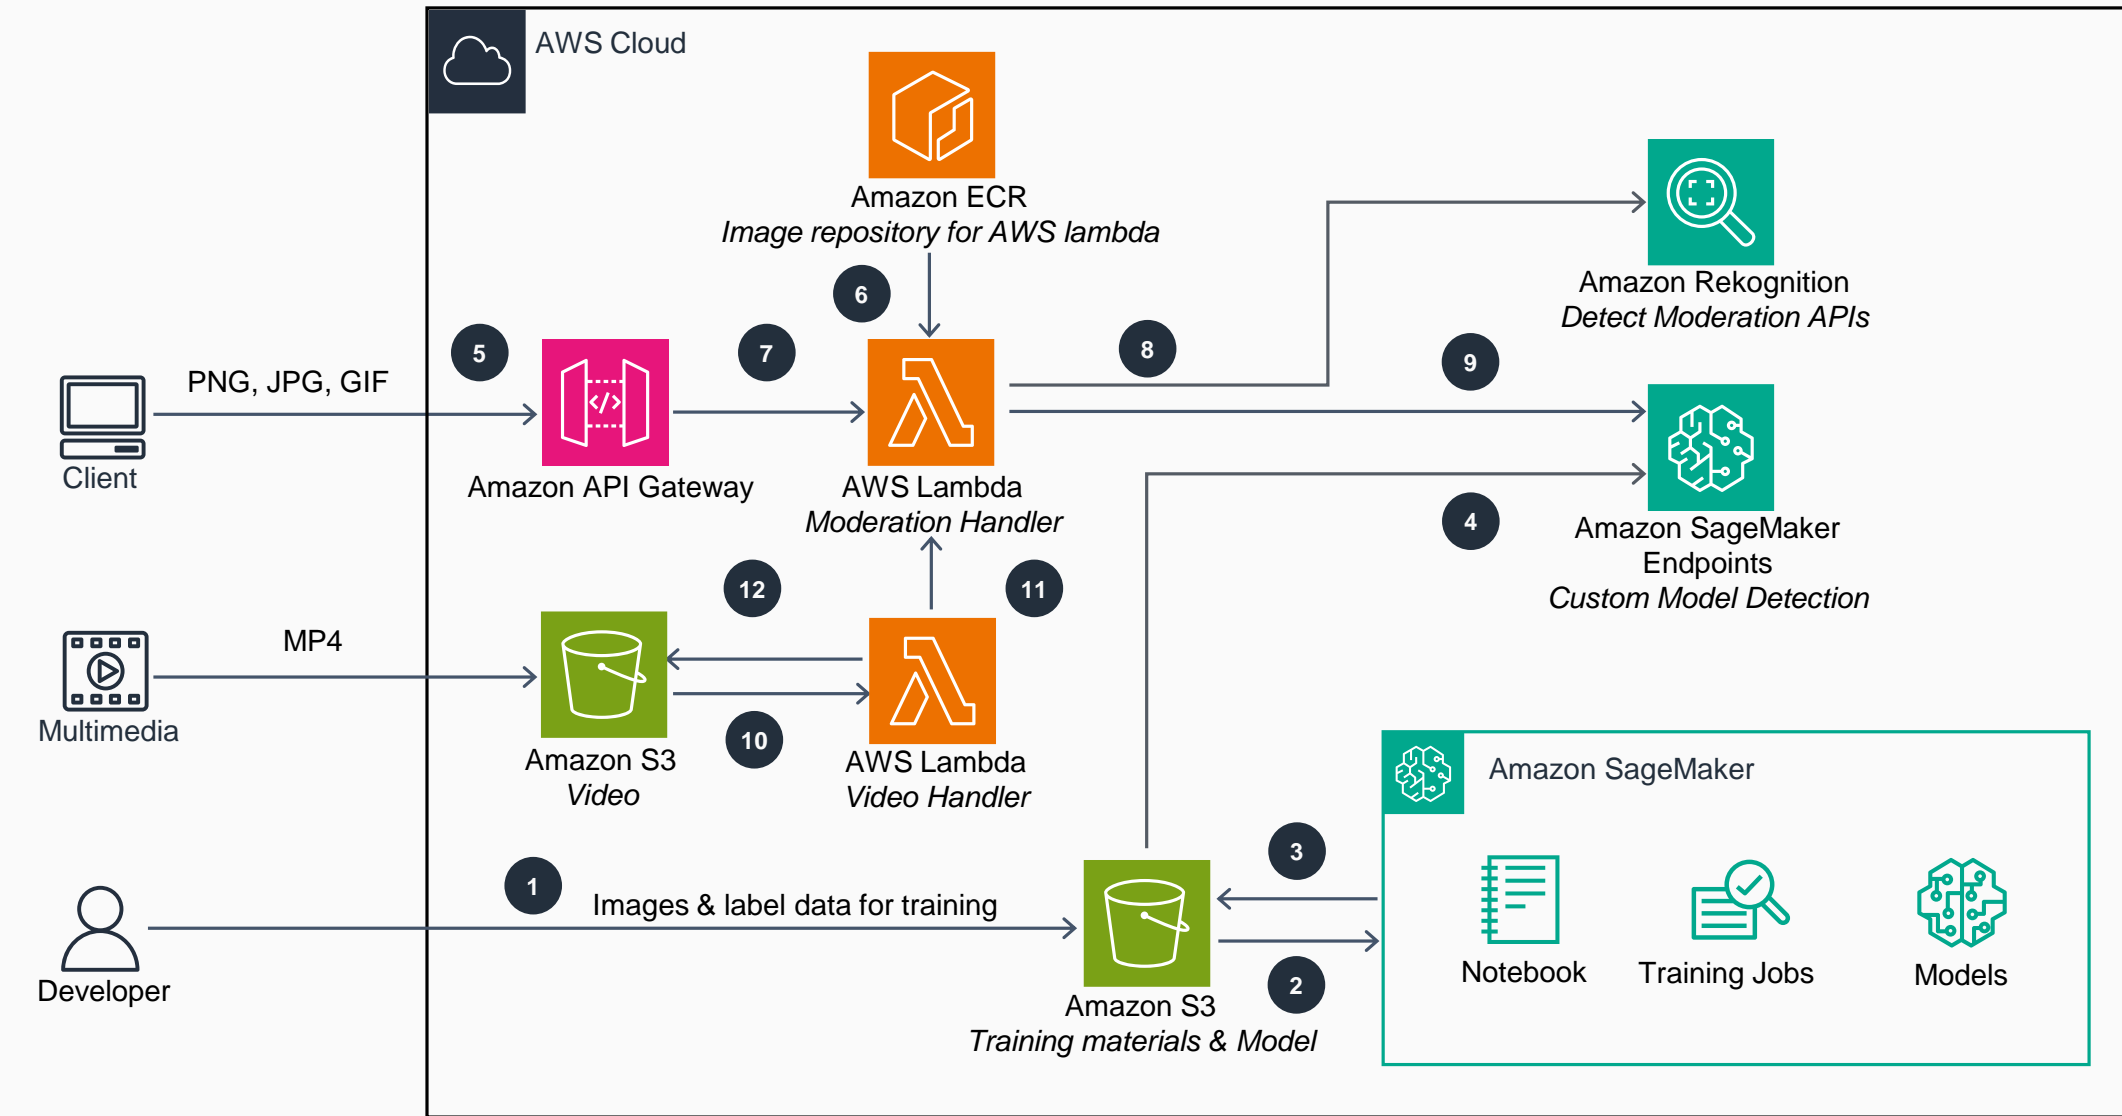 AWS Cloud
Amazon ECR
Image repository for AWS lambda
6
5
7
8
9
PNG, JPG, GIF
Client
Amazon API Gateway
AWS Lambda
Moderation Handler
Amazon Rekognition
Detect Moderation APIs
4
Amazon SageMaker
Endpoints
Custom Model Detection
12
11
MP4
Multimedia
10
Amazon S3
Video
AWS Lambda
Video Handler
Amazon SageMaker
1
Images & label data for training
Developer
3
2
Amazon S3
Training materials & Model
Notebook
Training Jobs
Models